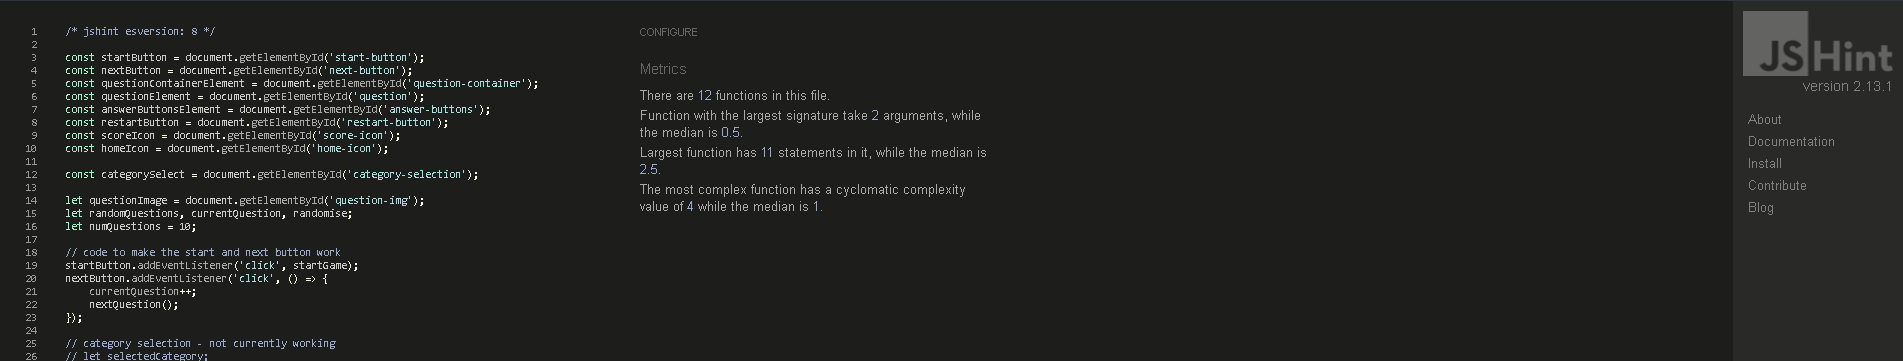 1 /* jshint esversion: 8 */
2
3 const startButton = document.getElementById('start-button');
4 const nextButton = document.getElementById('next-button');
5 const questionContainerElement = document.getElementById('question-container');
6 const questionElement = document.getElementById('question');
7 const answerButtonsElement = document.getElementById('answer-buttons');
8 const restartButton = document.getElementById('restart-button');
9 const scoreIcon = document.getElementById('score-icon');
10 const homeIcon = document.getElementById('home-icon');
11
12 const categorySelect = document.getElementById('category-selection');
13
14 let questionImage = document.getElementById('question-img');
15 let randomQuestions, currentQuestion, randomise;
16 let numQuestions = 10;
17
18 // code to make the start and next button work
19 startButton.addEventListener('click', startGame);
20 nextButton.addEventListener('click', () => {
21 currentQuestion++;
22 nextQuestion();
23 });
24
25 // category selection - not currently working
26 // let selectedCategory;
CONFIGURE
Metrics
There are 12 functions in this file.
Function with the largest signature take 2 arguments, while
the median is 0.5.
Largest function has 11 statements in it, while the median is
2.5.
The most complex function has a cyclomatic complexity
value of 4 while the median is 1.
JSHint
version 2.13.1
About
Documentation
Install
Contribute
Blog